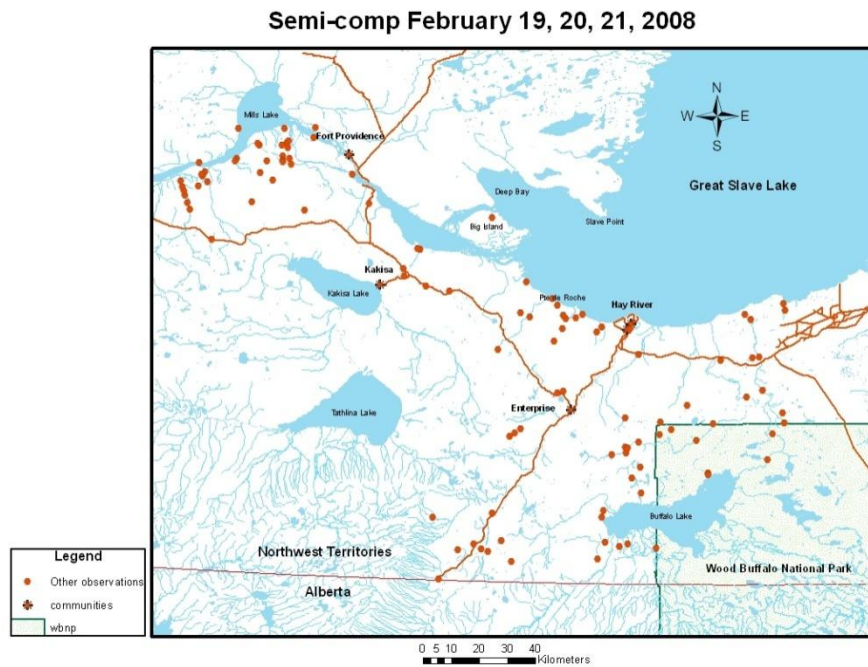 Semi-comp February 19, 20, 21, 2008
N
W E
S
Mills Lake
Fort Providence
Great Slave Lake
Deep Bay
Slave Point
Big Island
Kakisa
Kakisa Lake
Pointe Roche
Hay River
Tathlina Lake
Enterprise
Buffalo Lake
Northwest Territories
Wood Buffalo National Park
Alberta
Legend
Other observations
communities
wbnp
0 5 10 20 30 40
Kilometers